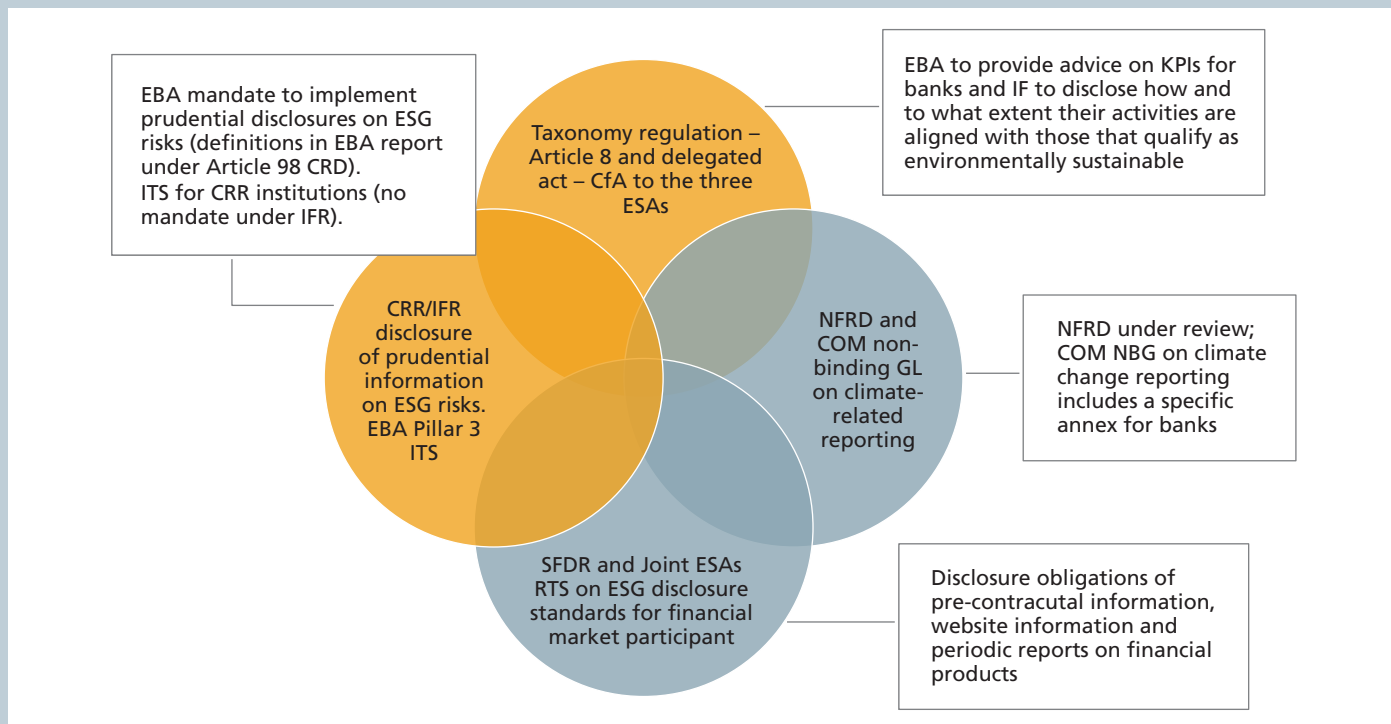 EBA mandate to implement
prudential disclosures on ESG
risks (definitions in EBA report
under Article 98 CRD).
ITS for CRR institutions (no
mandate under IFR).
Taxonomy regulation –
Article 8 and delegated
act – CfA to the three
ESAs
EBA to provide advice on KPIs for
banks and IF to disclose how and
to what extent their activities are
aligned with those that qualify as
environmentally sustainable
CRR/IFR
disclosure
of prudential
information
on ESG risks.
EBA Pillar 3
ITS
NFRD and
COM non-
binding GL
on climate-
related
reporting
NFRD under review;
COM NBG on climate
change reporting
includes a specific
annex for banks
SFDR and Joint ESAs
RTS on ESG disclosure
standards for financial
market participant
Disclosure obligations of
pre-contracutal information,
website information and
periodic reports on financial
products